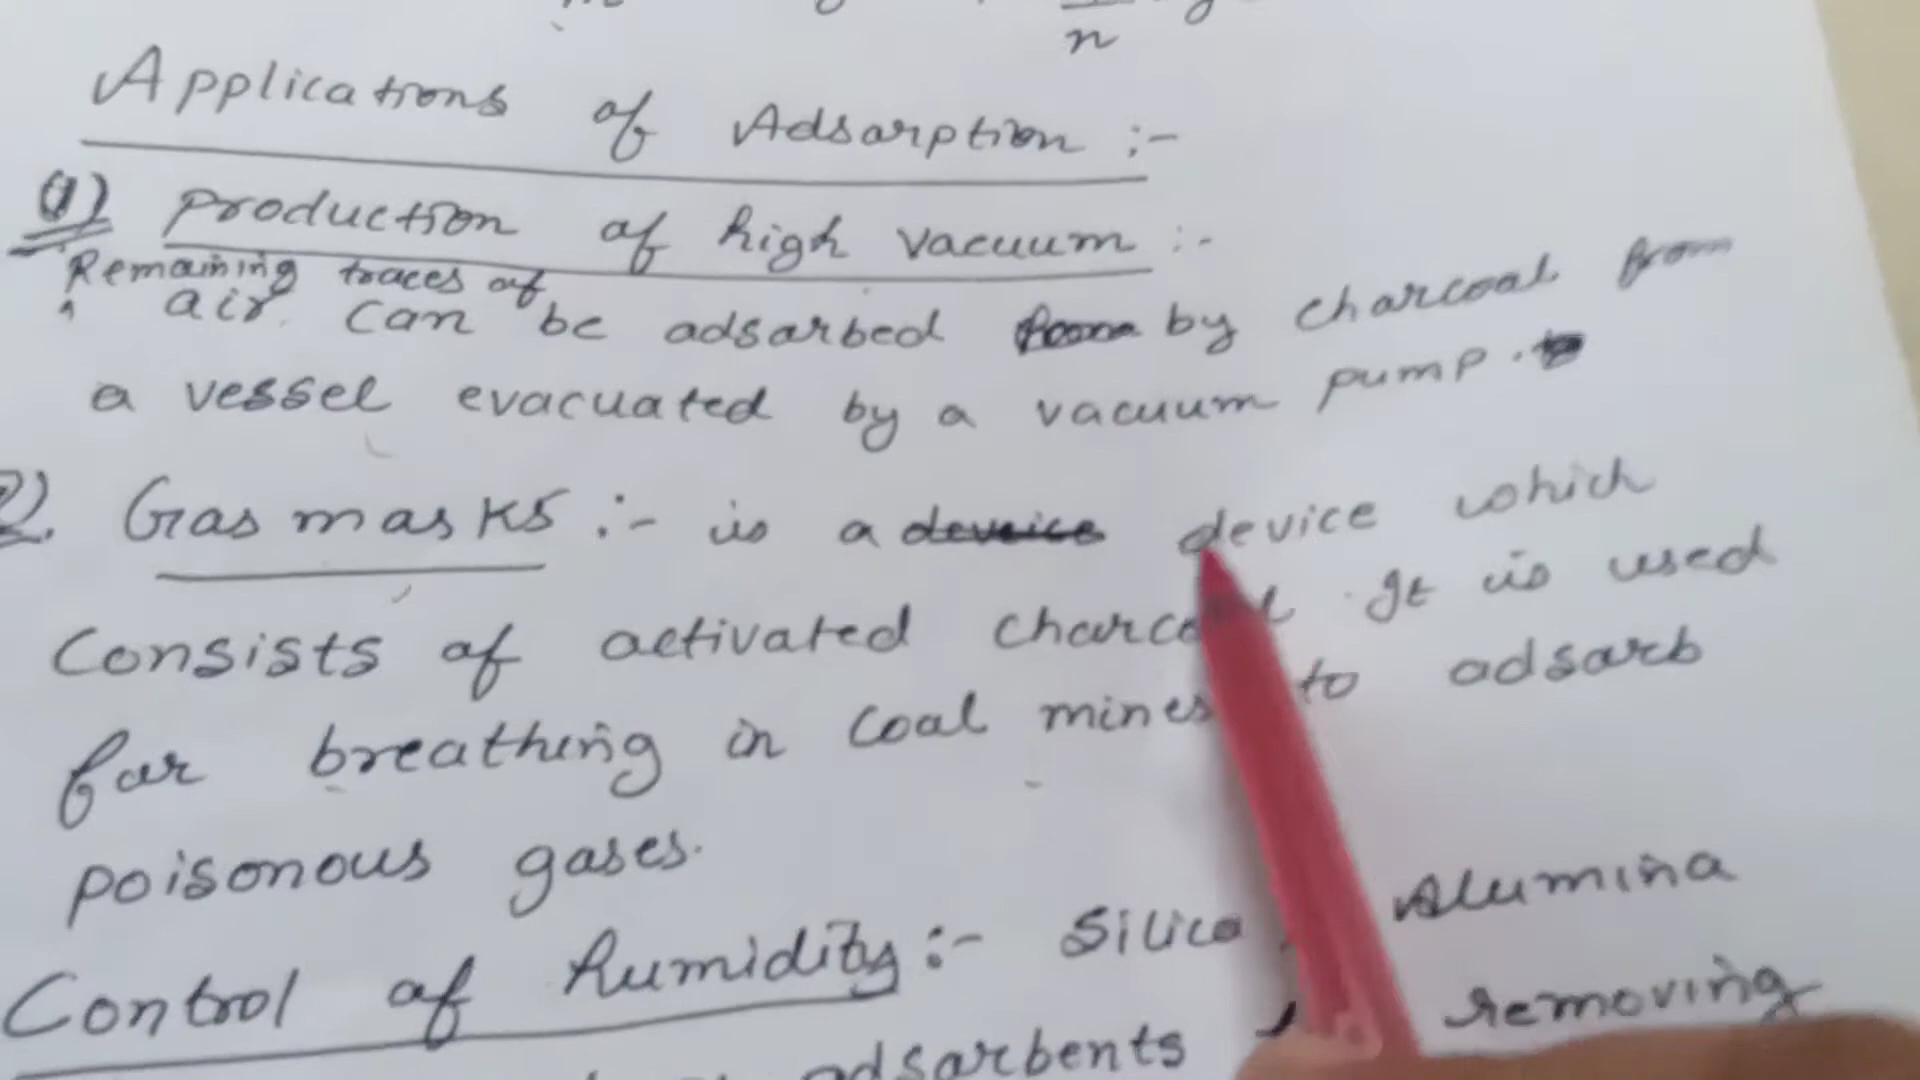 n
Applications of Adsorption :-
(1) Production of high vacuum :-
Remaining traces of
air can be adsorbed by charcoal from
a vessel evacuated by a vacuum pump.
2). Gas masks :- is a device device which
Consists of activated charcoal. It is used
for breathing in coal mines to adsorb
poisonous gases.
Control of humidity :- Silica, Alumina
adsorbents removing